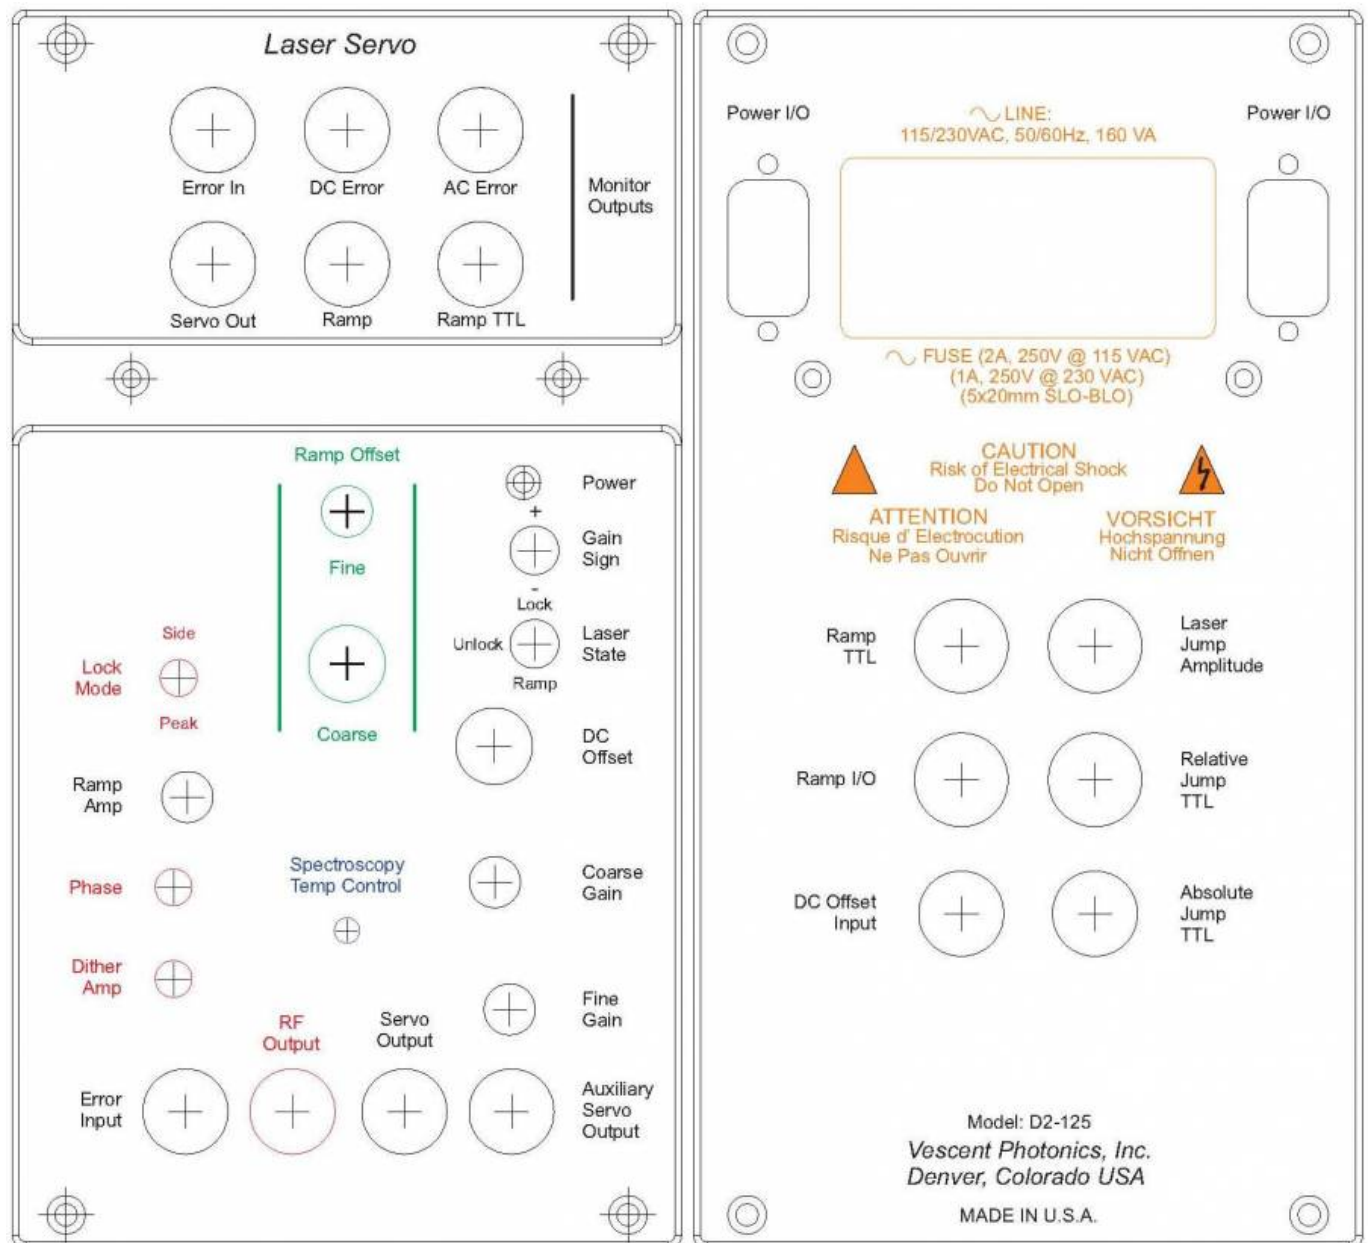 Laser Servo
Error In
DC Error
AC Error
Monitor
Outputs
Servo Out
Ramp
Ramp TTL
Ramp Offset
Fine
Coarse
Power
+
Gain
Sign
-
Lock
Unlock
Laser
State
Ramp
Side
Lock
Mode
Peak
DC
Offset
Ramp
Amp
Phase
Spectroscopy
Temp Control
Coarse
Gain
Dither
Amp
Fine
Gain
RF
Output
Servo
Output
Error
Input
Auxiliary
Servo
Output
Power I/O
LINE:
115/230VAC, 50/60Hz, 160 VA
Power I/O
FUSE (2A, 250V @ 115 VAC)
(1A, 250V @ 230 VAC)
(5x20mm SLO-BLO)
CAUTION
Risk of Electrical Shock
Do Not Open
ATTENTION
Risque d' Electrocution
Ne Pas Ouvrir
VORSICHT
Hochspannung
Nicht Offnen
Ramp
TTL
Laser
Jump
Amplitude
Ramp I/O
Relative
Jump
TTL
DC Offset
Input
Absolute
Jump
TTL
Model: D2-125
Vescent Photonics, Inc.
Denver, Colorado USA
MADE IN U.S.A.